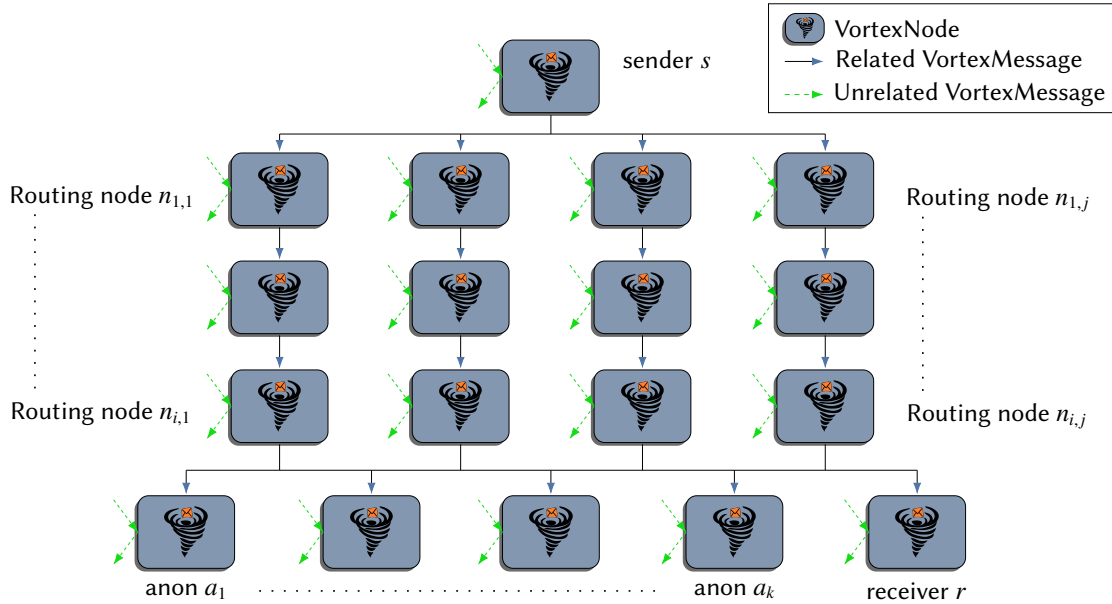 VortexNode
sender s
Related VortexMessage
Unrelated VortexMessage
Routing node n1,1
Routing node n1,j
Routing node ni,1
Routing node ni,j
anon a1
anon ak
receiver r